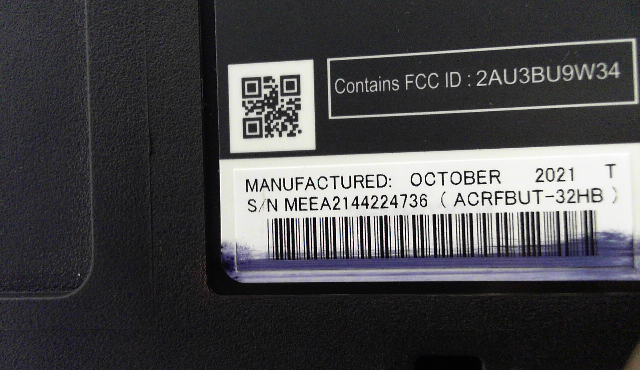 Contains FCC ID : 2AU3BU9W34
MANUFACTURED: OCTOBER 2021 T
S/N MEEA2144224736 ( ACRFBUT-32HB )